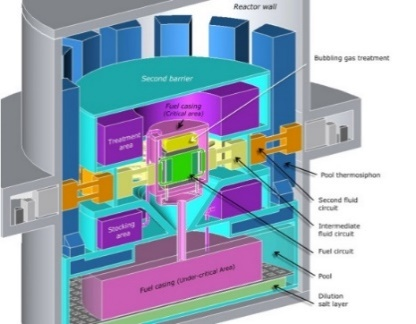 Reactor wall
Bubbling gas treatment
Second barrier
Fuel casing
(Critical area)
Treatment
area
Pool thermosiphon
Second fluid
circuit
Intermediate
fluid circuit
Stocking
area
Fuel circuit
Fuel casing (Under-critical Area)
Pool
Dilution
salt layer